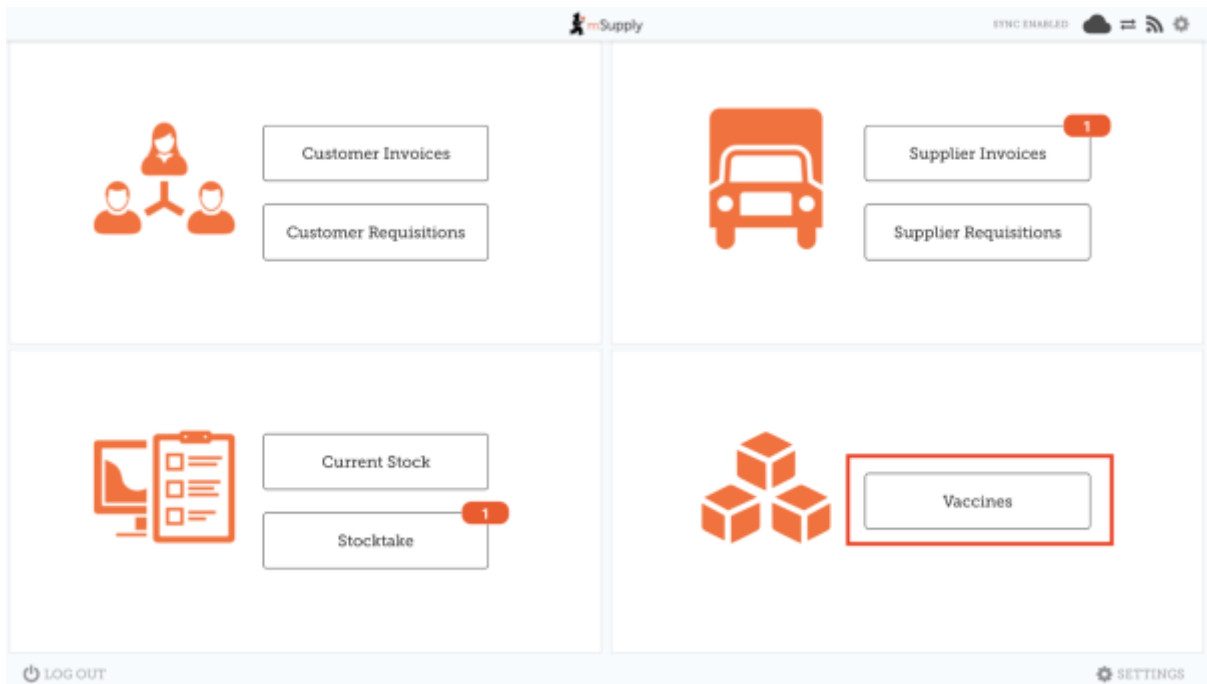 mSupply
SYNC ENABLED
Customer Invoices
Customer Requisitions
1
Supplier Invoices
Supplier Requisitions
Current Stock
1
Stocktake
Vaccines
LOG OUT
SETTINGS